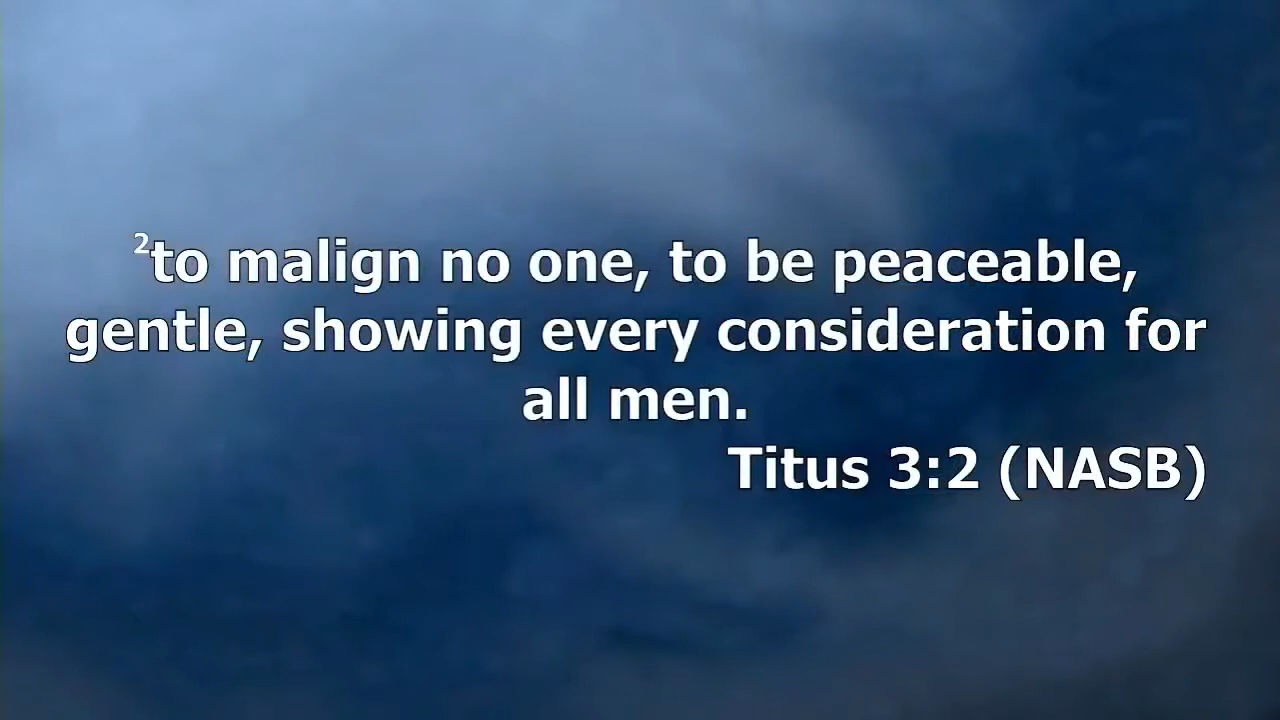 ²to malign no one, to be peaceable,
gentle, showing every consideration for
all men.
Titus 3:2 (NASB)